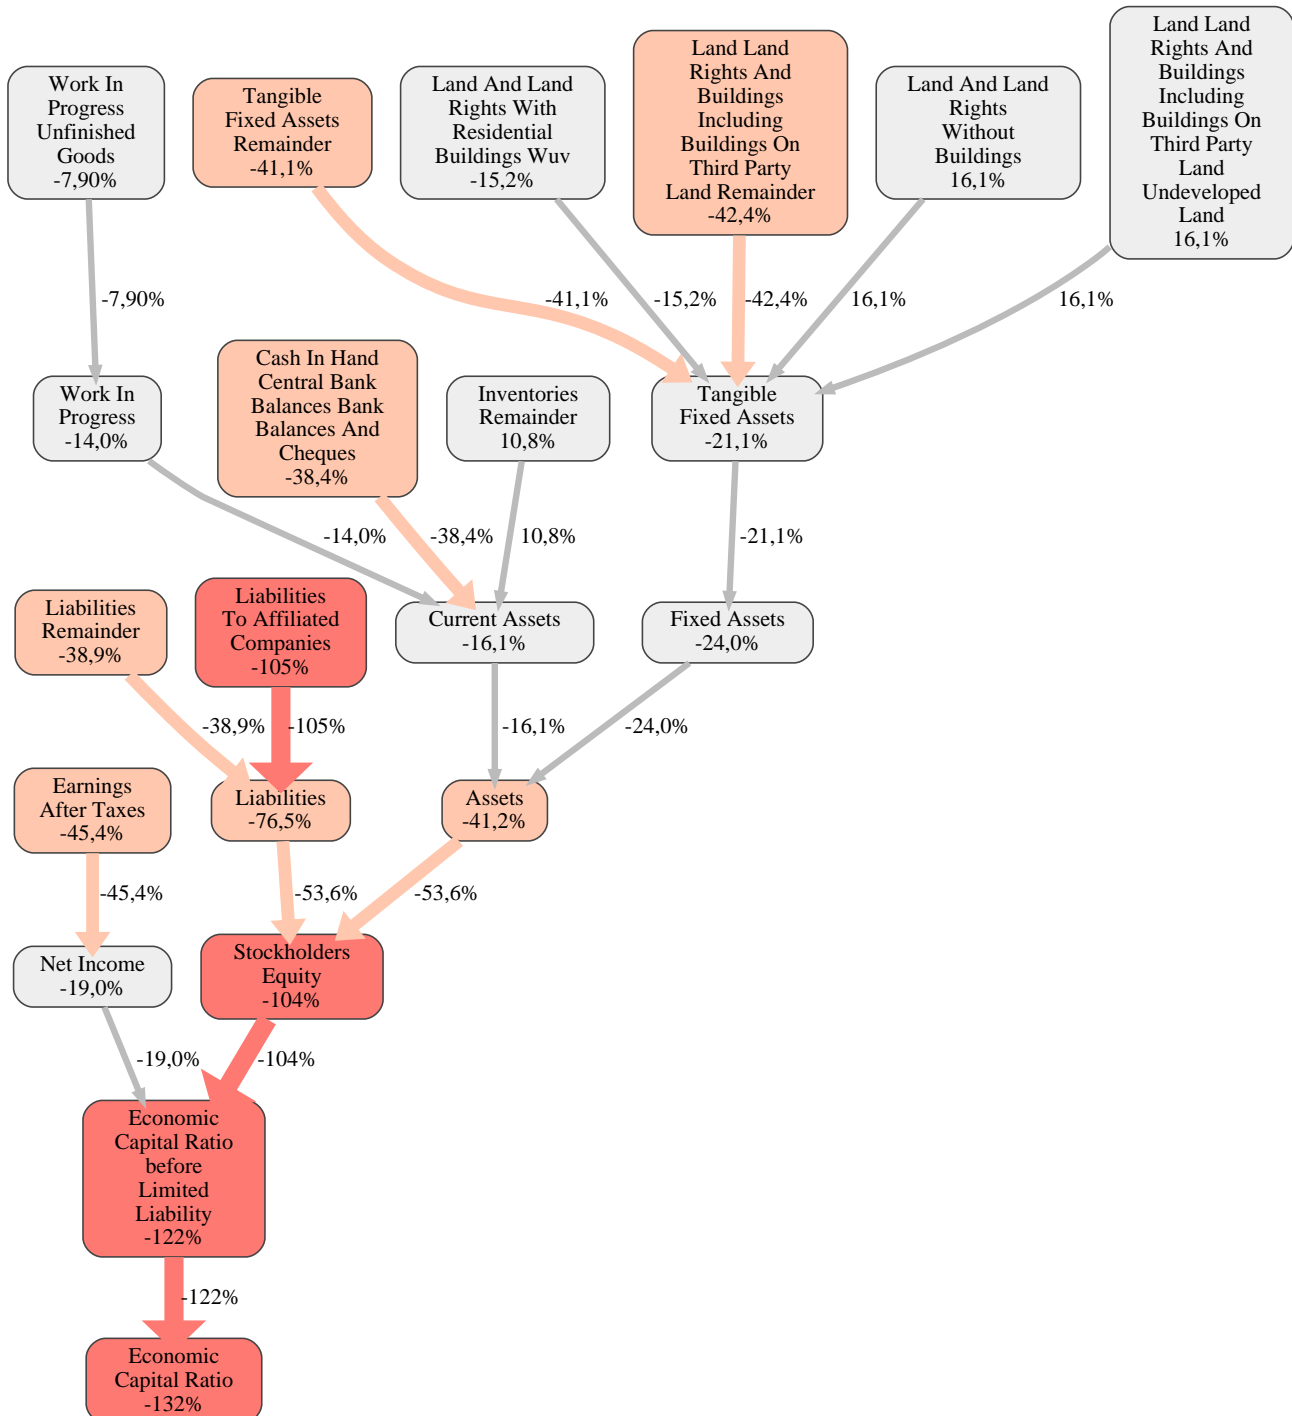 Work In
Progress
Unfinished
Goods
-7,90%
Tangible
Fixed Assets
Remainder
-41,1%
Land And Land
Rights With
Residential
Buildings Wuv
-15,2%
Land Land
Rights And
Buildings
Including
Buildings On
Third Party
Land Remainder
-42,4%
Land And Land
Rights
Without
Buildings
16,1%
Land Land
Rights And
Buildings
Including
Buildings On
Third Party
Land
Undeveloped
Land
16,1%
-7,90%
-41,1%
-15,2%
-42,4%
16,1%
16,1%
Work In
Progress
-14,0%
Cash In Hand
Central Bank
Balances Bank
Balances And
Cheques
-38,4%
Inventories
Remainder
10,8%
Tangible
Fixed Assets
-21,1%
-14,0%
-38,4%
10,8%
-21,1%
Liabilities
Remainder
-38,9%
Liabilities
To Affiliated
Companies
-105%
Current Assets
-16,1%
Fixed Assets
-24,0%
-38,9%
-105%
-16,1%
-24,0%
Earnings
After Taxes
-45,4%
Liabilities
-76,5%
Assets
-41,2%
-45,4%
-53,6%
-53,6%
Net Income
-19,0%
Stockholders
Equity
-104%
-19,0%
-104%
Economic
Capital Ratio
before
Limited
Liability
-122%
-122%
Economic
Capital Ratio
-132%